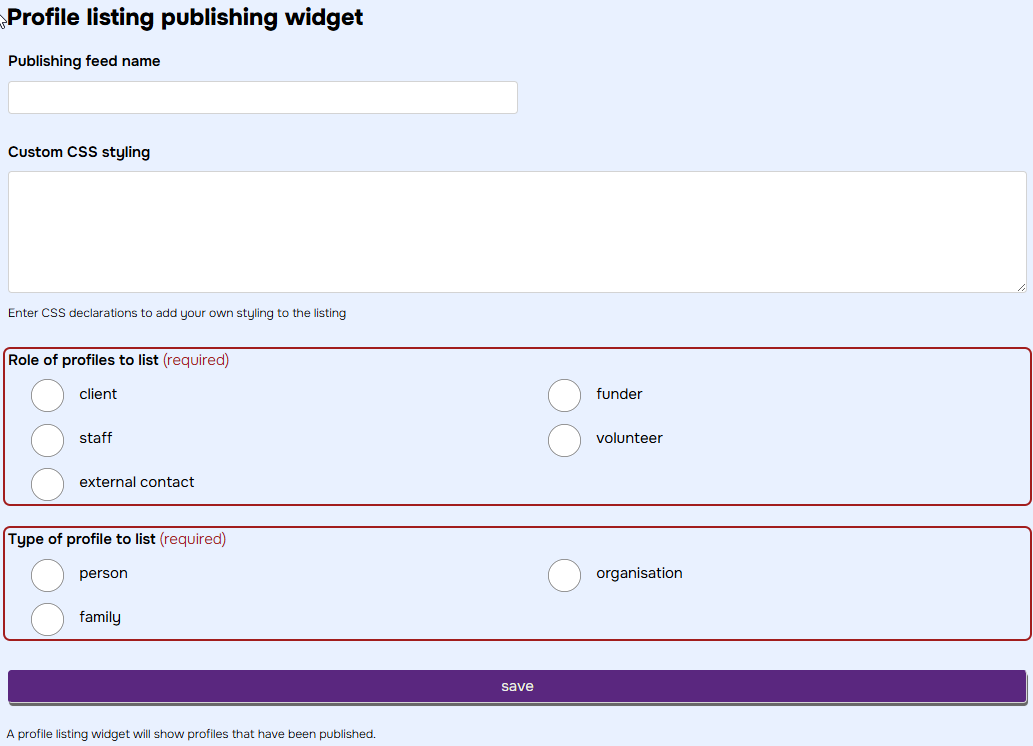 Profile listing publishing widget
Publishing feed name
Custom CSS styling
Enter CSS declarations to add your own styling to the listing
Role of profiles to list (required)
client
funder
staff
volunteer
external contact
Type of profile to list (required)
person
organisation
family
save
A profile listing widget will show profiles that have been published.